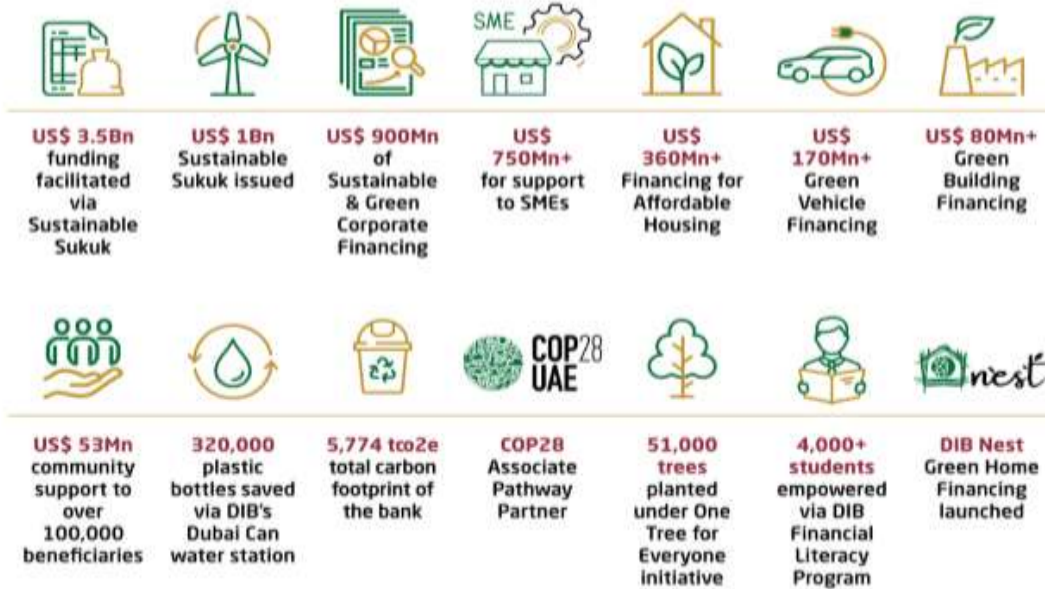 SME
US$ 3.5Bn
funding
facilitated
via
Sustainable
Sukuk
US$ 1Bn
Sustainable
Sukuk issued
US$ 900Mn
of
Sustainable
& Green
Corporate
Financing
US$
750Mn+
for support
to SMEs
US$
360Mn+
Financing for
Affordable
Housing
US$
170Mn+
Green
Vehicle
Financing
US$ 80Mn+
Green
Building
Financing
COP28
UAE
nest
US$ 53Mn
community
support to
over
100,000
beneficiaries
320,000
plastic
bottles saved
via DIB's
Dubai Can
water station
5,774 tco2e
total carbon
footprint of
the bank
COP28
Associate
Pathway
Partner
51,000
trees
planted
under One
Tree for
Everyone
initiative
4,000+
students
empowered
via DIB
Financial
Literacy
Program
DIB Nest
Green Home
Financing
launched